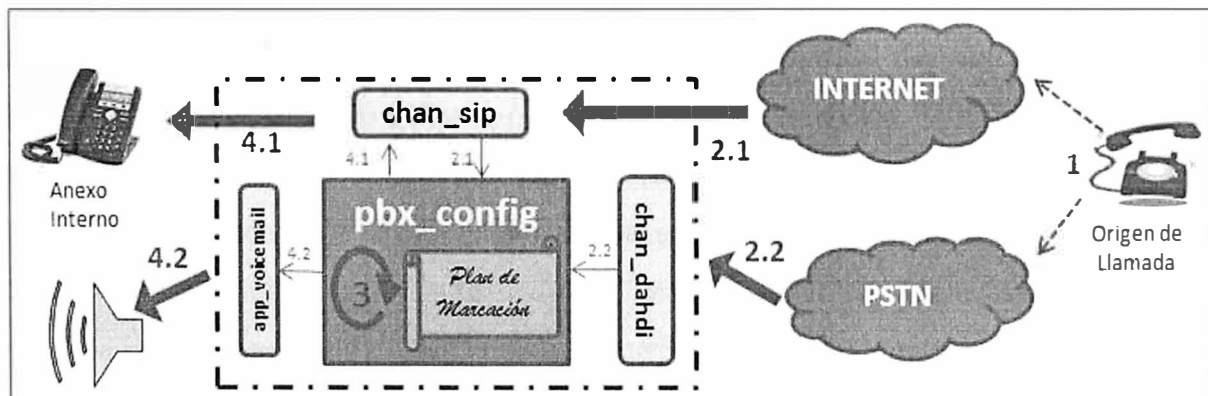 INTERNET
chan_sip
4.1
2.1
4.1
2.1
1
Anexo
Interno
pbx_config
chan_dahdi
app_voicemail
4.2
2.2
4.2
2.2
3
Plan de
Marcación
Origen de
Llamada
PSTN